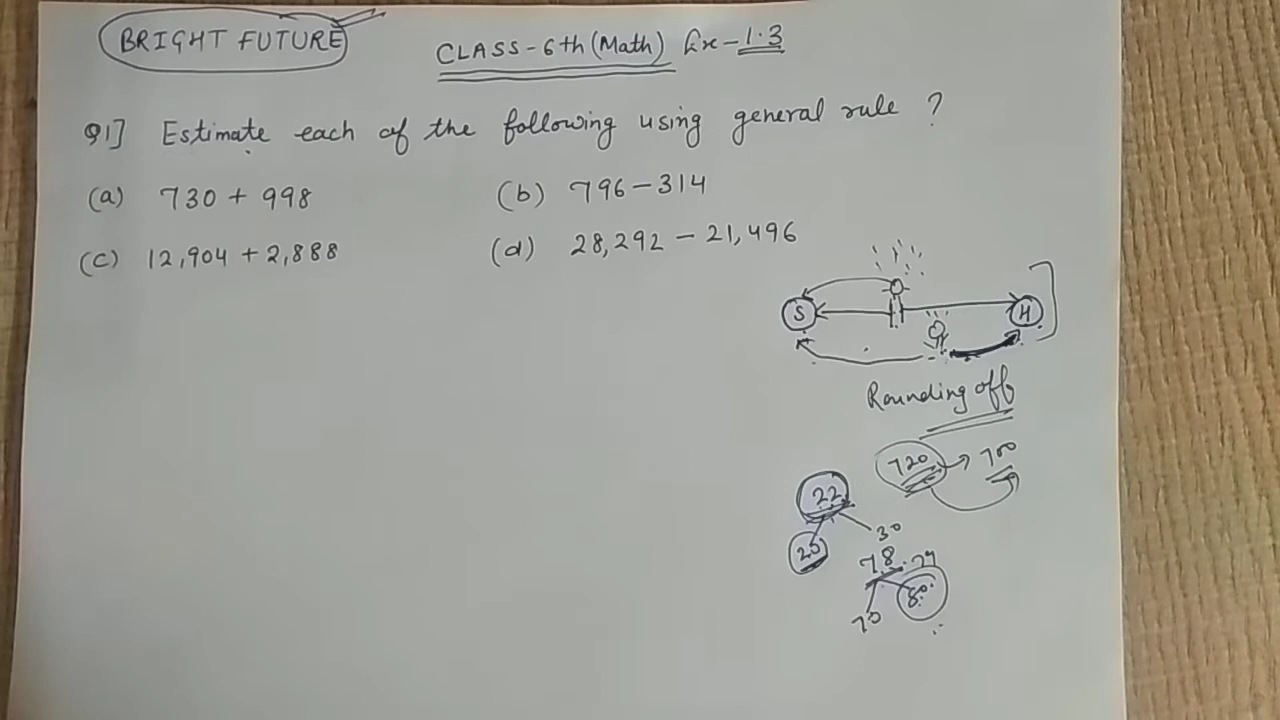 BRIGHT FUTURE
CLASS-6th (Math) Ex-1.3
Q1] Estimate each of the following using general rule ?
(a) 730 + 998
(b) 796 - 314
(c) 12,904 + 2,888
(d) 28,292 - 21,496
S
H
Rounding off
720 → 700
22
20 30
78. 79
70 80